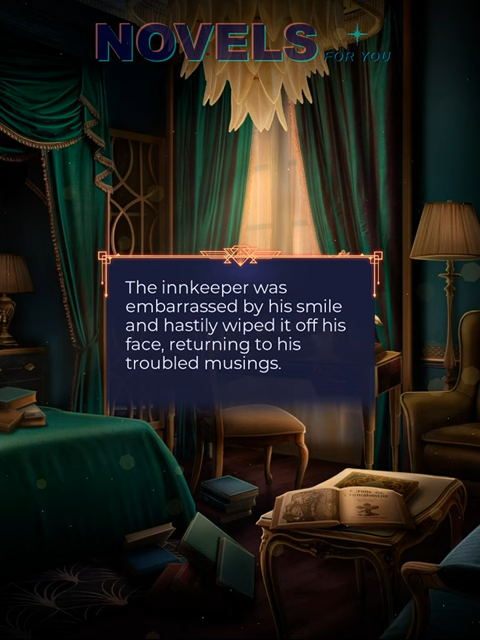 NOVELS
FOR YOU
The innkeeper was
embarrassed by his smile
and hastily wiped it off his
face, returning to his
troubled musings.